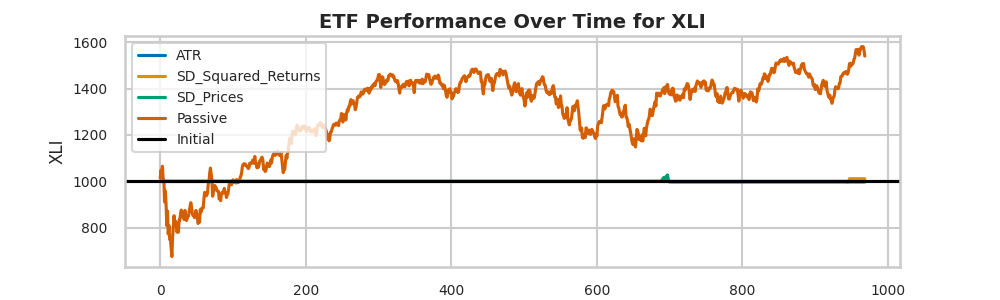 ETF Performance Over Time for XLI
XLI
1600
1400
1200
1000
800
ATR
SD_Squared_Returns
SD_Prices
Passive
Initial
0
200
400
600
800
1000